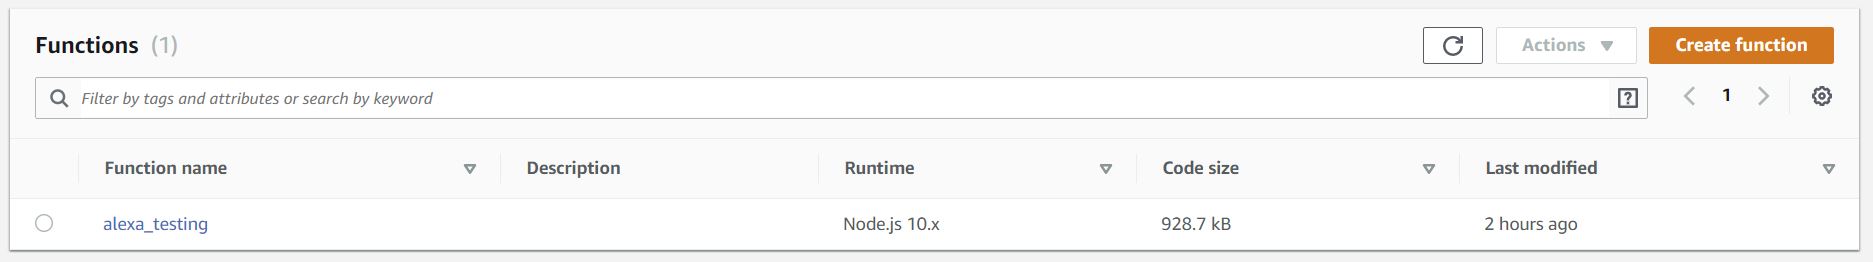 Functions (1)
Actions
Create function
Filter by tags and attributes or search by keyword
?
1
Function name Description Runtime Code size Last modified
alexa_testing Node.js 10.x 928.7 kB 2 hours ago